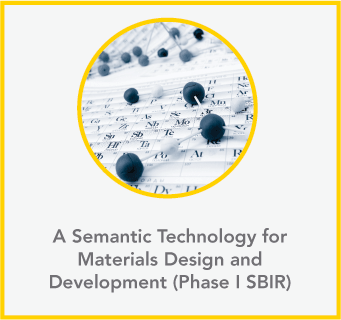 A Semantic Technology for
Materials Design and
Development (Phase I SBIR)